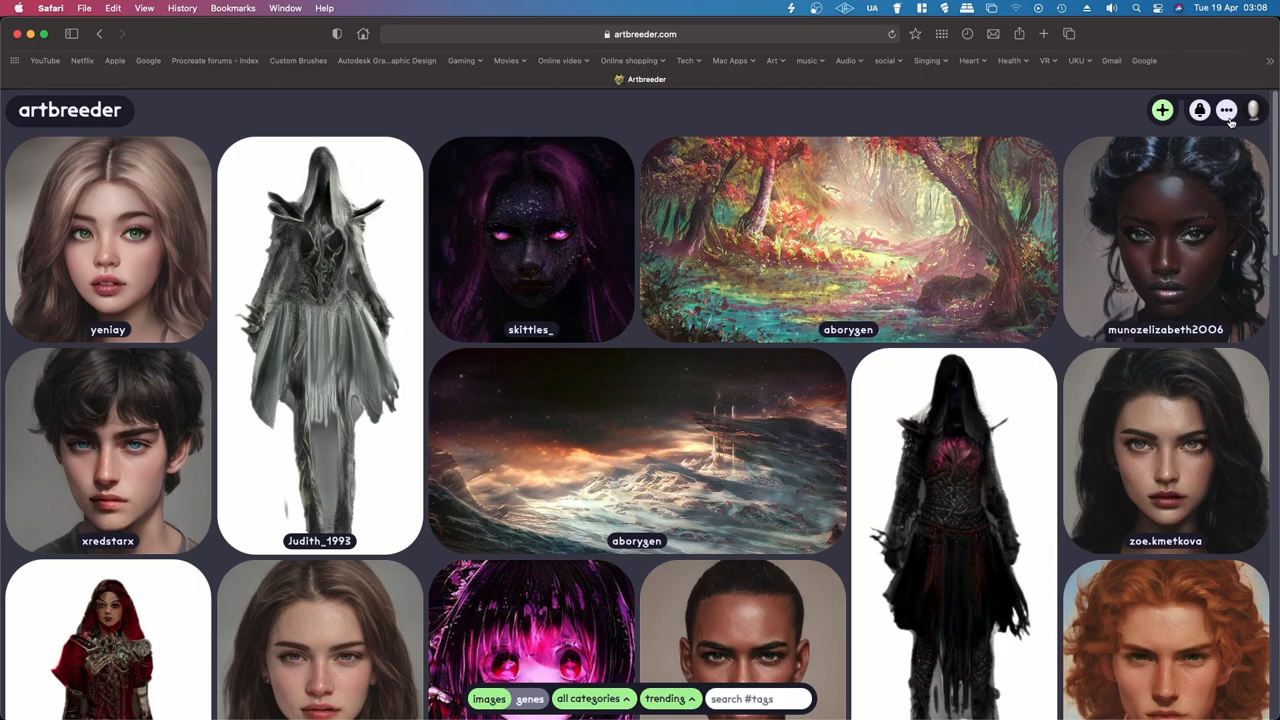 Safari File Edit View History Bookmarks Window Help UA Tue 19 Apr 03:08
artbreeder.com
YouTube Netflix Apple Google Procreate forums - Index Custom Brushes Autodesk Gra...aphic Design Gaming Movies Online video Online shopping Tech Mac Apps Art music Audio social Singing Heart Health VR UKU Gmail Google
Artbreeder
artbreeder
yeniay
skittles_
aborygen
munozelizabeth2006
xredstarx
Judith_1993
aborygen
zoe.kmetkova
images genes all categories trending search #tags